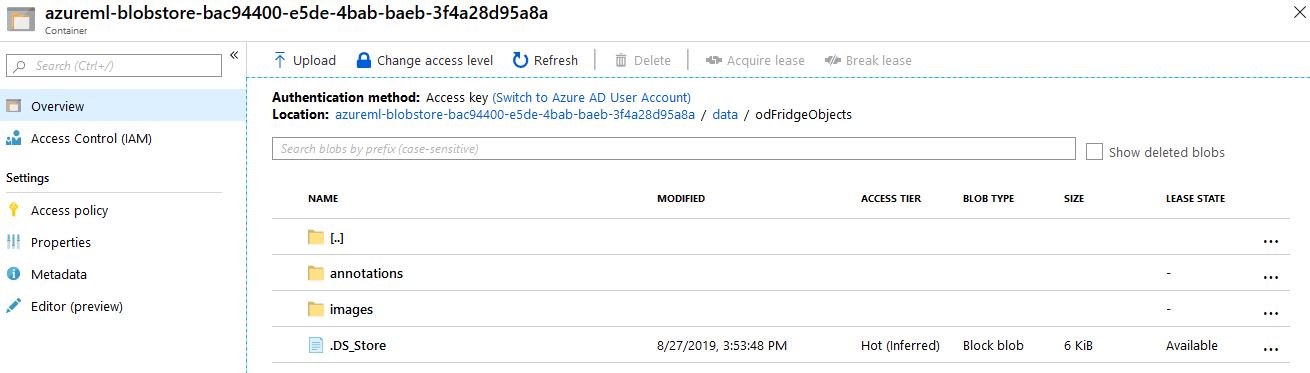 azureml-blobstore-bac94400-e5de-4bab-baeb-3f4a28d95a8a
Container
Search (Ctrl+/)
«
Overview
Access Control (IAM)
Settings
Access policy
Properties
Metadata
Editor (preview)
Upload Change access level Refresh Delete Acquire lease Break lease
Authentication method: Access key (Switch to Azure AD User Account)
Location: azureml-blobstore-bac94400-e5de-4bab-baeb-3f4a28d95a8a / data / odFridgeObjects
Search blobs by prefix (case-sensitive) Show deleted blobs
NAME MODIFIED ACCESS TIER BLOB TYPE SIZE LEASE STATE
[..] ...
annotations - ...
images - ...
.DS_Store 8/27/2019, 3:53:48 PM Hot (Inferred) Block blob 6 KiB Available ...